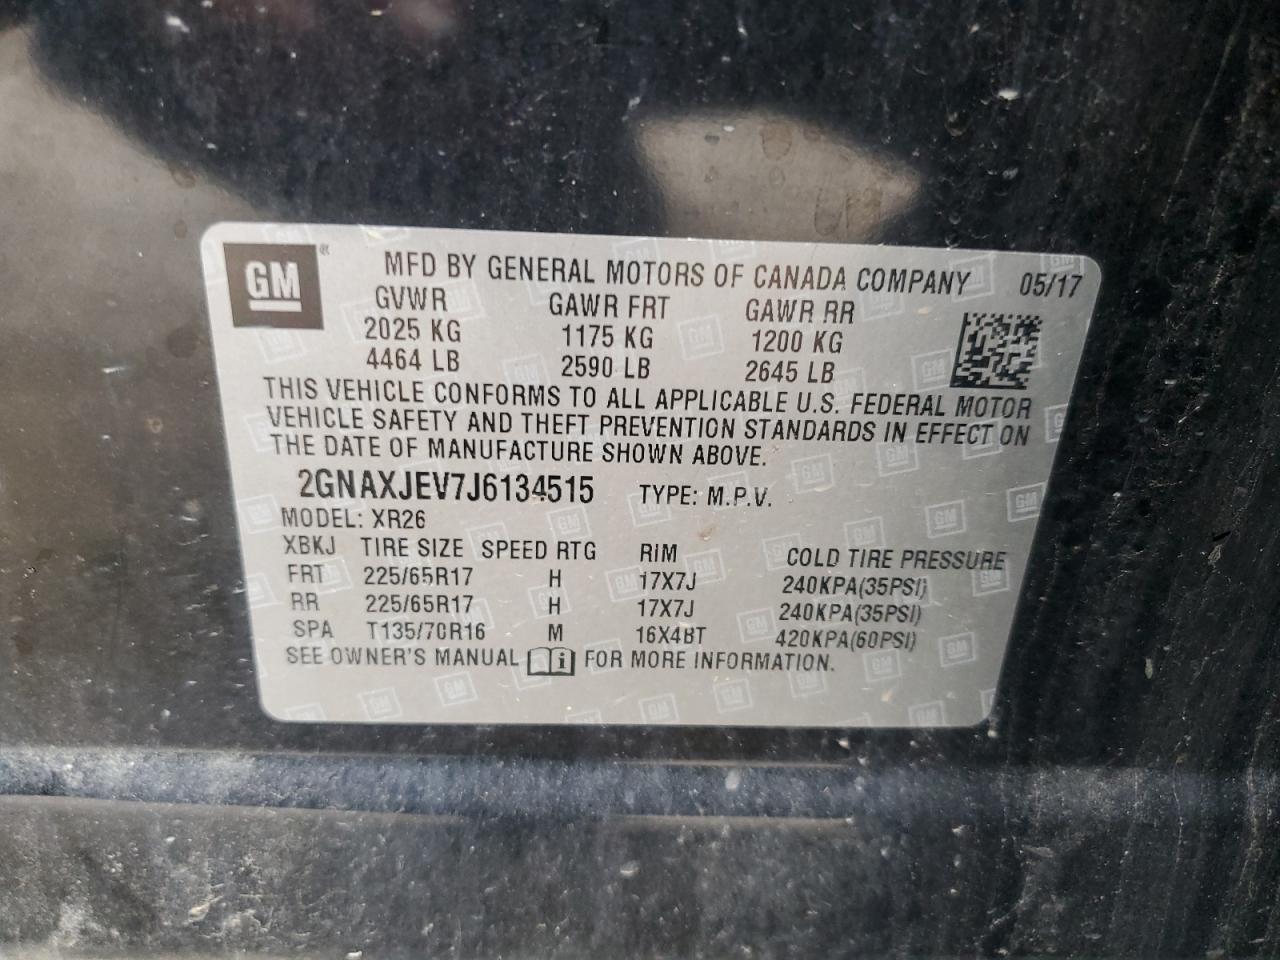 GM ®
MFD BY GENERAL MOTORS OF CANADA COMPANY 05/17
GVWR GAWR FRT GAWR RR
2025 KG 1175 KG 1200 KG
4464 LB 2590 LB 2645 LB
THIS VEHICLE CONFORMS TO ALL APPLICABLE U.S. FEDERAL MOTOR
VEHICLE SAFETY AND THEFT PREVENTION STANDARDS IN EFFECT ON
THE DATE OF MANUFACTURE SHOWN ABOVE.
2GNAXJEV7J6134515 TYPE: M.P.V.
MODEL: XR26
XBKJ TIRE SIZE SPEED RTG RIM COLD TIRE PRESSURE
FRT 225/65R17 H 17X7J 240KPA(35PSI)
RR 225/65R17 H 17X7J 240KPA(35PSI)
SPA T135/70R16 M 16X4BT 420KPA(60PSI)
SEE OWNER'S MANUAL FOR MORE INFORMATION.